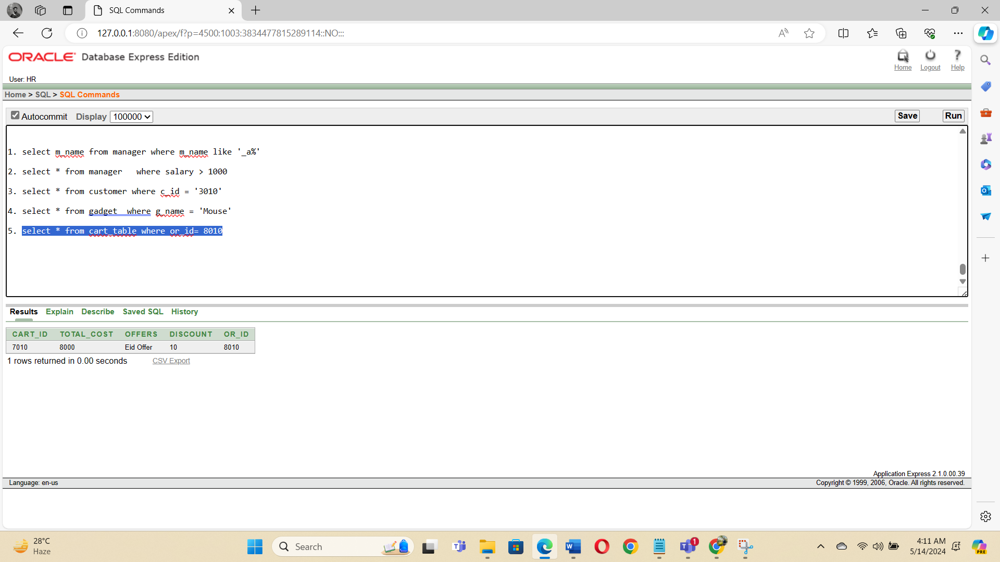 SQL Commands
127.0.0.1:8080/apex/f?p=4500:1003:3834477815289114::NO:::
ORACLE Database Express Edition
Home Logout Help
User: HR
Home > SQL > SQL Commands
Autocommit Display 100000 Save Run
1. select m_name from manager where m_name like '_a%'
2. select * from manager   where salary > 1000
3. select * from customer where c_id = '3010'
4. select * from gadget  where g_name = 'Mouse'
5. select * from cart_table where or_id= 8010
Results Explain Describe Saved SQL History
CART_ID TOTAL_COST OFFERS DISCOUNT OR_ID
7010 8000 Eid Offer 10 8010
1 rows returned in 0.00 seconds CSV Export
Application Express 2.1.0.00.39
Language: en-us Copyright © 1999, 2006, Oracle. All rights reserved.
28°C
Haze
Search
1
4:11 AM
5/14/2024
PRE